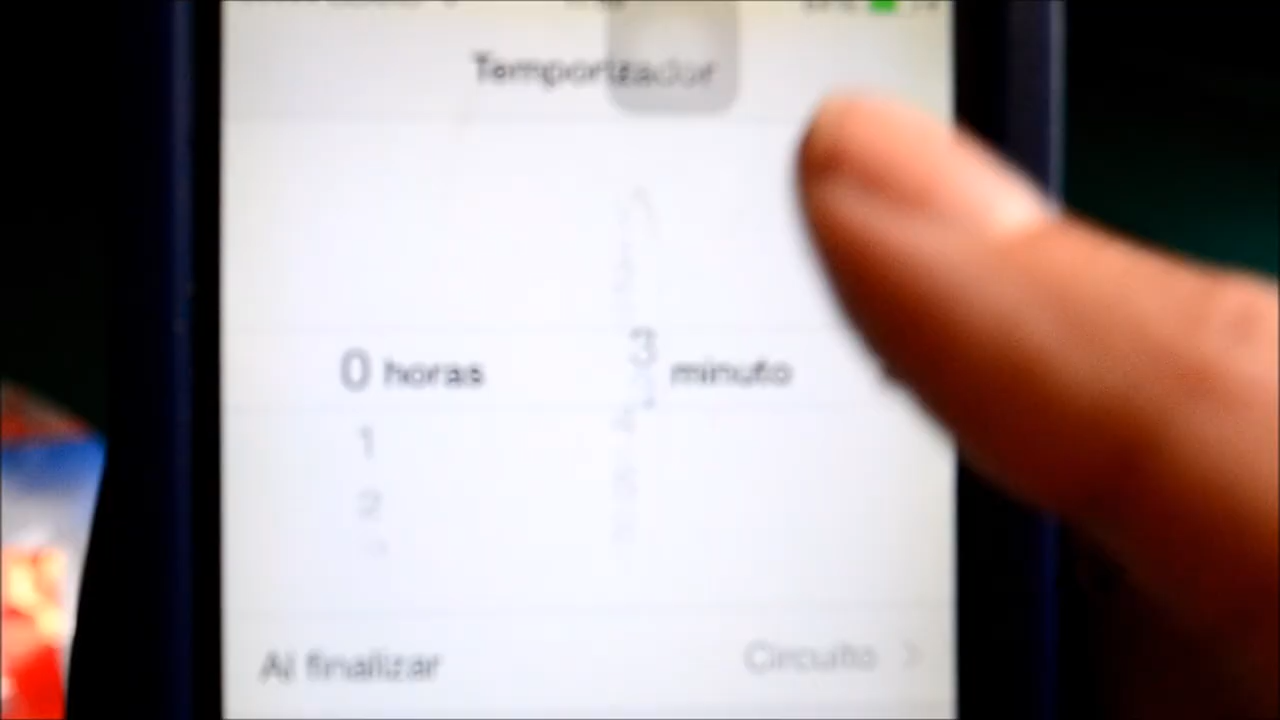 Temporizador
0 horas 3 minuto
1
2
Al finalizar Circuito